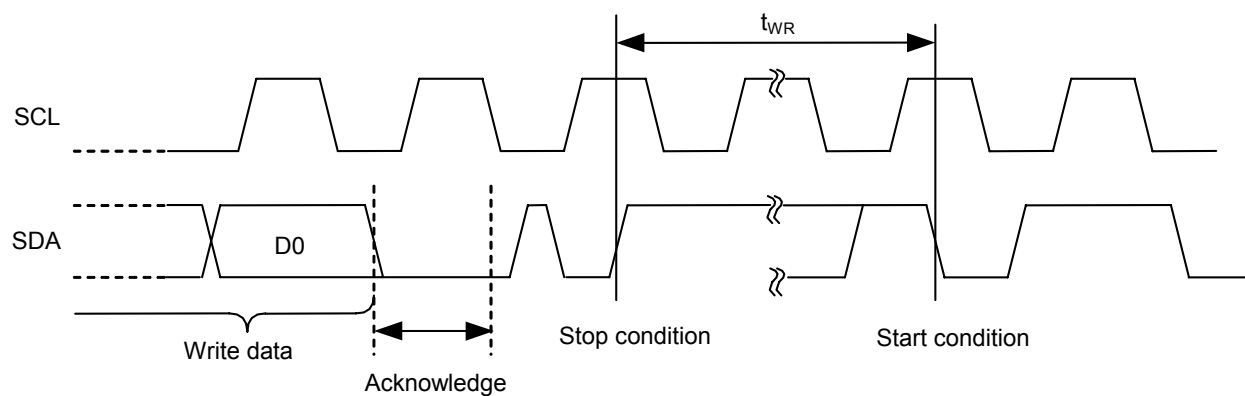 tWR
SCL
SDA
D0
Write data
Acknowledge
Stop condition
Start condition